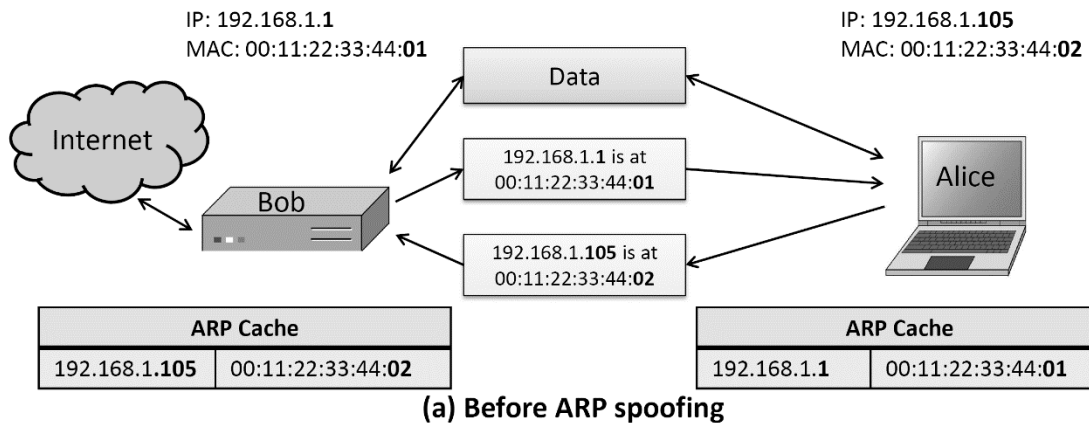 IP: 192.168.1.1
MAC: 00:11:22:33:44:01
IP: 192.168.1.105
MAC: 00:11:22:33:44:02
Data
Internet
192.168.1.1 is at
00:11:22:33:44:01
Bob
Alice
192.168.1.105 is at
00:11:22:33:44:02
ARP Cache
192.168.1.105 00:11:22:33:44:02
ARP Cache
192.168.1.1 00:11:22:33:44:01
(a) Before ARP spoofing